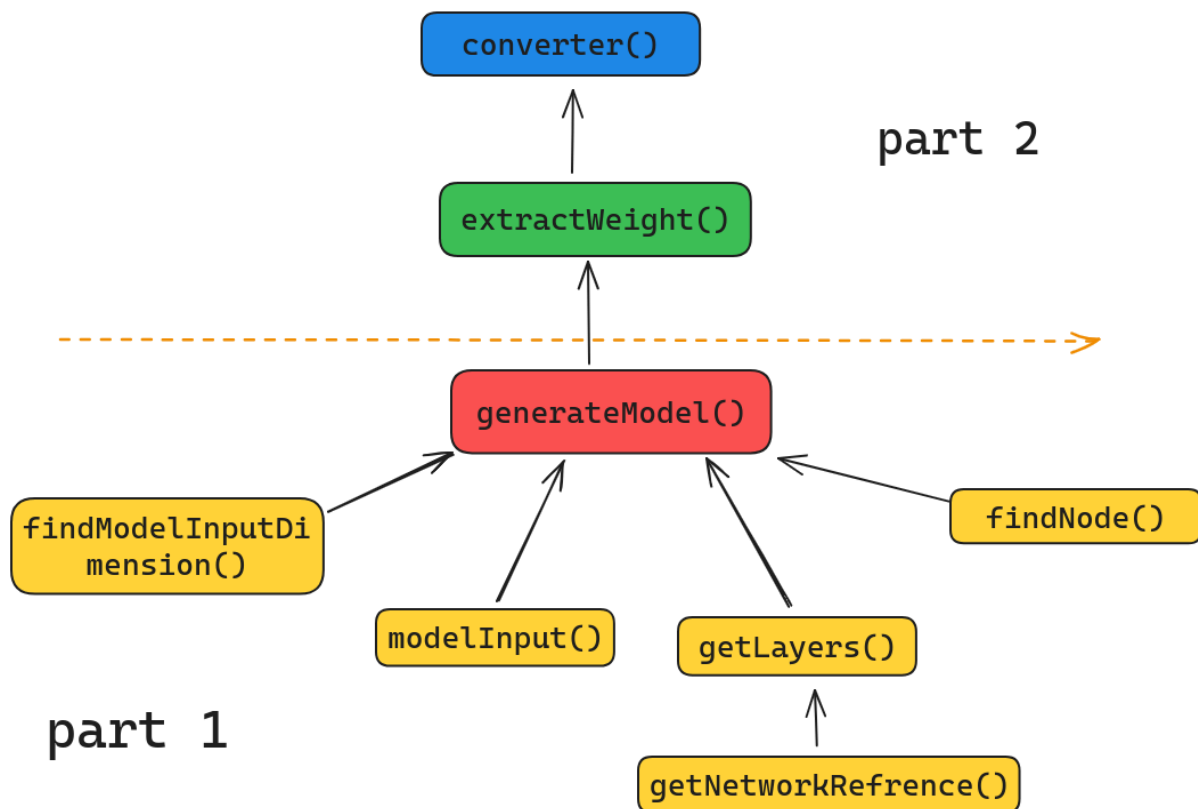 converter()
part 2
extractWeight()
generateModel()
findModelInputDi
mension()
findNode()
modelInput()
getLayers()
part 1
getNetworkRefrence()